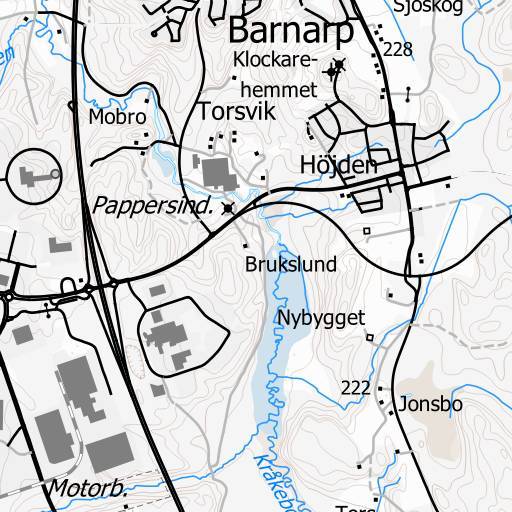 Sjöskog
Barnarp
228
Klockare-
hemmet
Mobro
Torsvik
Höjden
Pappersind.
Brukslund
Nybygget
222
Jonsbo
Motorb.